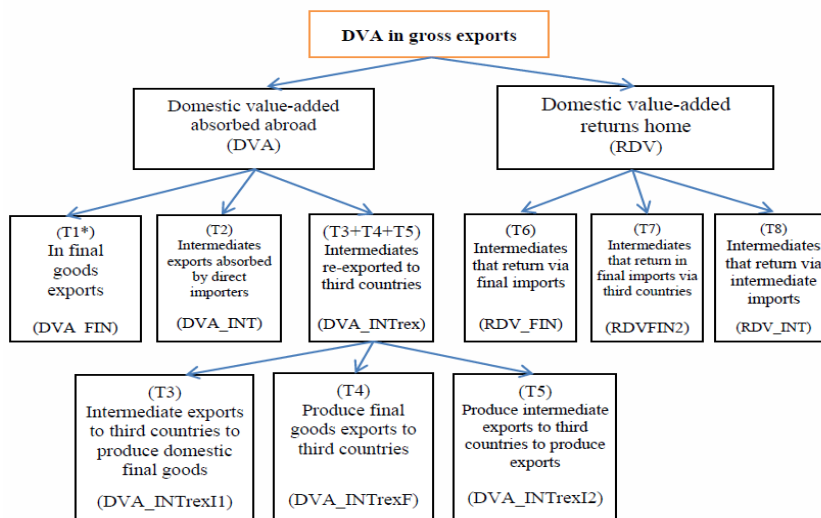 DVA in gross exports
Domestic value-added
absorbed abroad
(DVA)
Domestic value-added
returns home
(RDV)
(T1*)
In final
goods
exports
(DVA_FIN)
(T2)
Intermediates
exports absorbed
by direct
importers
(DVA_INT)
(T3+T4+T5)
Intermediates
re-exported to
third countries
(DVA_INTrex)
(T6)
Intermediates
that return via
final imports
(RDV_FIN)
(T7)
Intermediates
that return in
final imports via
third countries
(RDVFIN2)
(T8)
Intermediates
that return via
intermediate
imports
(RDV_INT)
(T3)
Intermediate exports
to third countries to
produce domestic
final goods
(DVA_INTrexI1)
(T4)
Produce final
goods exports to
third countries
(DVA_INTrexF)
(T5)
Produce intermediate
exports to third
countries to produce
exports
(DVA_INTrexI2)